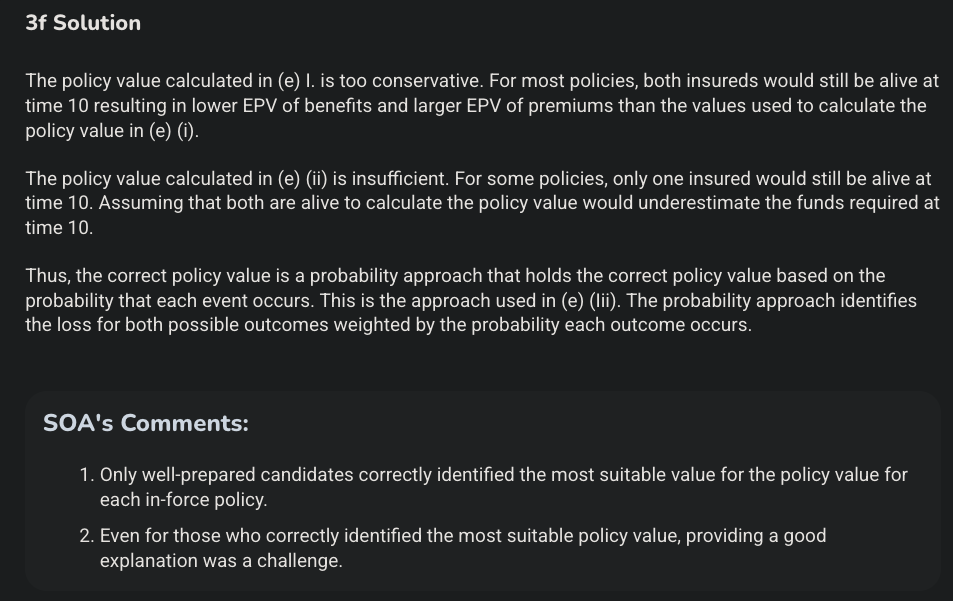 3f Solution
The policy value calculated in (e) I. is too conservative. For most policies, both insureds would still be alive at
time 10 resulting in lower EPV of benefits and larger EPV of premiums than the values used to calculate the
policy value in (e) (i).
The policy value calculated in (e) (ii) is insufficient. For some policies, only one insured would still be alive at
time 10. Assuming that both are alive to calculate the policy value would underestimate the funds required at
time 10.
Thus, the correct policy value is a probability approach that holds the correct policy value based on the
probability that each event occurs. This is the approach used in (e) (Iii). The probability approach identifies
the loss for both possible outcomes weighted by the probability each outcome occurs.
SOA's Comments:
1. Only well-prepared candidates correctly identified the most suitable value for the policy value for
each in-force policy.
2. Even for those who correctly identified the most suitable policy value, providing a good
explanation was a challenge.